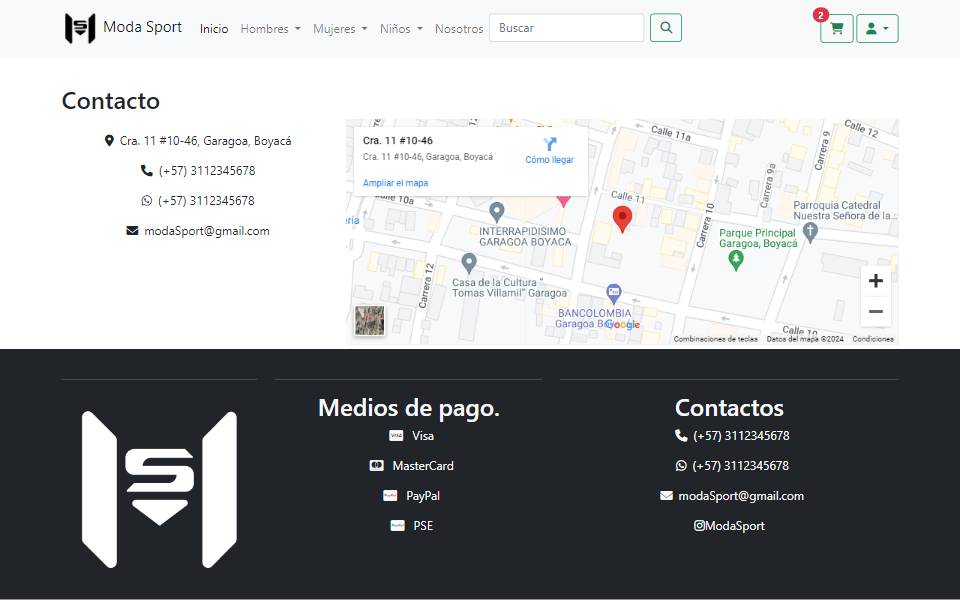 Moda Sport
Inicio
Hombres
Mujeres
Niños
Nosotros
Buscar
2
Contacto
Cra. 11 #10-46, Garagoa, Boyacá
(+57) 3112345678
(+57) 3112345678
modaSport@gmail.com
Cra. 11 #10-46
Cra. 11 #10-46, Garagoa, Boyacá
Cómo llegar
Ampliar el mapa
Calle 11a
Calle 12
Carrera 9
Carrera 9a
Calle 10a
Calle 11
Carrera 10
Parroquia Catedral
Nuestra Señora de la...
INTERRAPIDISIMO
GARAGOA BOYACA
Parque Principal
Garagoa, Boyacá
Carrera 12
Casa de la Cultura "
Tomas Villamil" Garagoa
BANCOLOMBIA
Garagoa
Google
Calle 10
Combinaciones de teclas
Datos del mapa ©2024
Condiciones
Medios de pago.
VISA Visa
MasterCard
PayPal PayPal
PSE
Contactos
(+57) 3112345678
(+57) 3112345678
modaSport@gmail.com
ModaSport